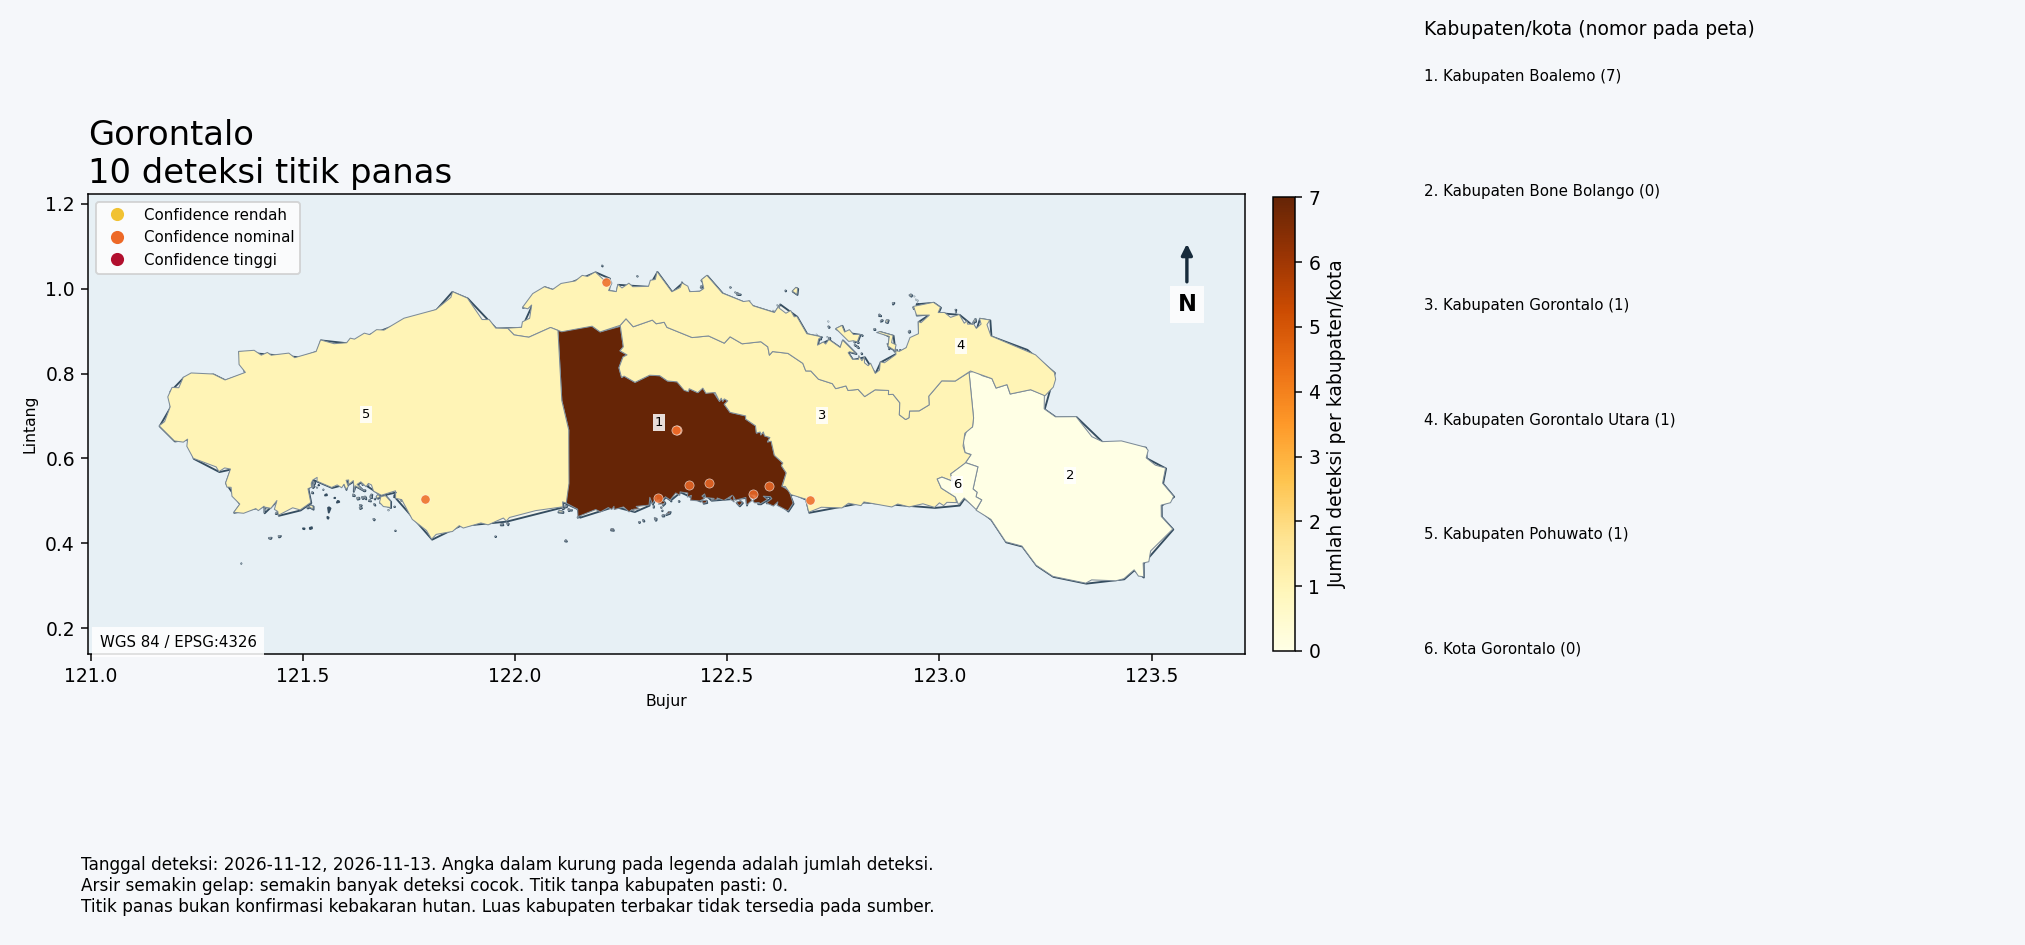 Gorontalo
10 deteksi titik panas
Confidence rendah
Confidence nominal
Confidence tinggi
N
1.2
1.0
0.8
0.6
0.4
0.2
Lintang
1
2
3
4
5
6
WGS 84 / EPSG:4326
121.0
121.5
122.0
122.5
123.0
123.5
Bujur
7
6
5
4
3
2
1
0
Jumlah deteksi per kabupaten/kota
Kabupaten/kota (nomor pada peta)
1. Kabupaten Boalemo (7)
2. Kabupaten Bone Bolango (0)
3. Kabupaten Gorontalo (1)
4. Kabupaten Gorontalo Utara (1)
5. Kabupaten Pohuwato (1)
6. Kota Gorontalo (0)
Tanggal deteksi: 2026-11-12, 2026-11-13. Angka dalam kurung pada legenda adalah jumlah deteksi.
Arsir semakin gelap: semakin banyak deteksi cocok. Titik tanpa kabupaten pasti: 0.
Titik panas bukan konfirmasi kebakaran hutan. Luas kabupaten terbakar tidak tersedia pada sumber.